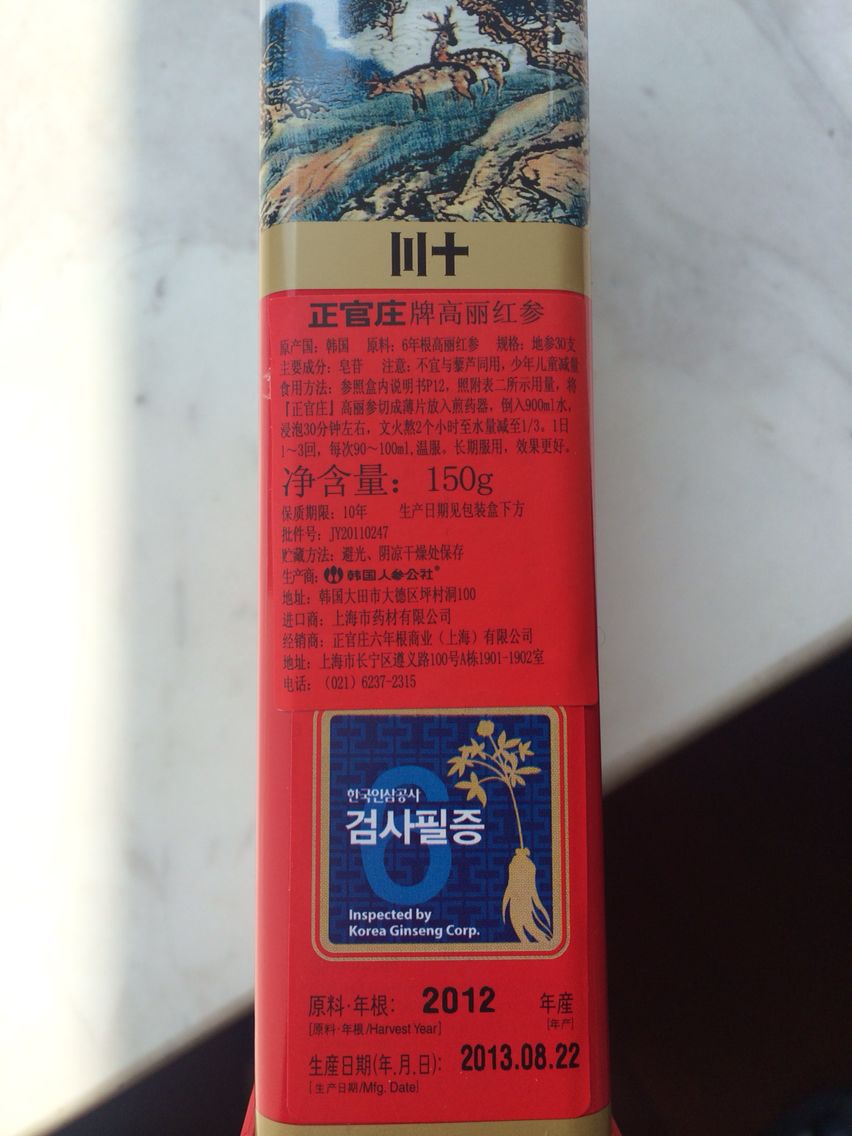 川十
正官庄牌高丽红参
原产国：韩国 原料：6年根高丽红参 规格：地参30支
主要成分：皂苷 注意：不宜与藜芦同用，少年儿童减量
食用方法：参照盒内说明书P12，照附表二所示用量，将
『正官庄』高丽参切成薄片放入煎药器，倒入900ml水，
浸泡30分钟左右，文火熬2个小时至水量减至1/3。1日
1～3回，每次90～100ml,温服。长期服用，效果更好。
净含量：150g
保质期限：10年 生产日期见包装盒下方
批件号：JY20110247
贮藏方法：避光、阴凉干燥处保存
生产商：韩国人参公社®
地址：韩国大田市大德区坪村洞100
进口商：上海市药材有限公司
经销商：正官庄六年根商业（上海）有限公司
地址：上海市长宁区遵义路100号A栋1901-1902室
电话：（021）6237-2315
6
한국인삼공사
검사필증
Inspected by
Korea Ginseng Corp.
原料·年根： 2012 年産
[原料·年根/Harvest Year] [年产]
生産日期(年.月.日): 2013.08.22
[生产日期/Mfg. Date]